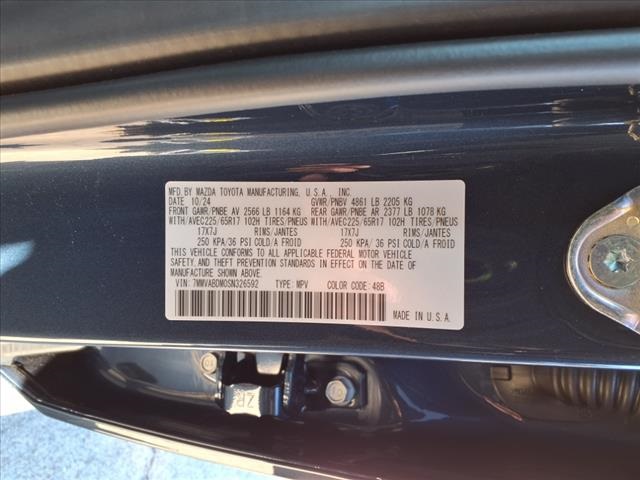 MFD BY MAZDA TOYOTA MANUFACTURING, U.S.A., INC.
DATE 10/24 GVWR/PNBV 4861 LB 2205 KG
FRONT GAWR/PNBE AV 2566 LB 1164 KG REAR GAWR/PNBE AR 2377 LB 1078 KG
WITH/AVEC225/65R17 102H TIRES/PNEUS WITH/AVEC225/65R17 102H TIRES/PNEUS
17X7J RIMS/JANTES 17X7J RIMS/JANTES
250 KPA/36 PSI COLD/A FROID 250 KPA/36 PSI COLD/A FROID
THIS VEHICLE CONFORMS TO ALL APPLICABLE FEDERAL MOTOR VEHICLE
SAFETY, AND THEFT PREVENTION STANDARDS IN EFFECT ON THE DATE OF
MANUFACTURE SHOWN ABOVE.
VIN: 7MMVABDM0SN326592 TYPE: MPV COLOR CODE: 48B
MADE IN U.S.A.
ZR